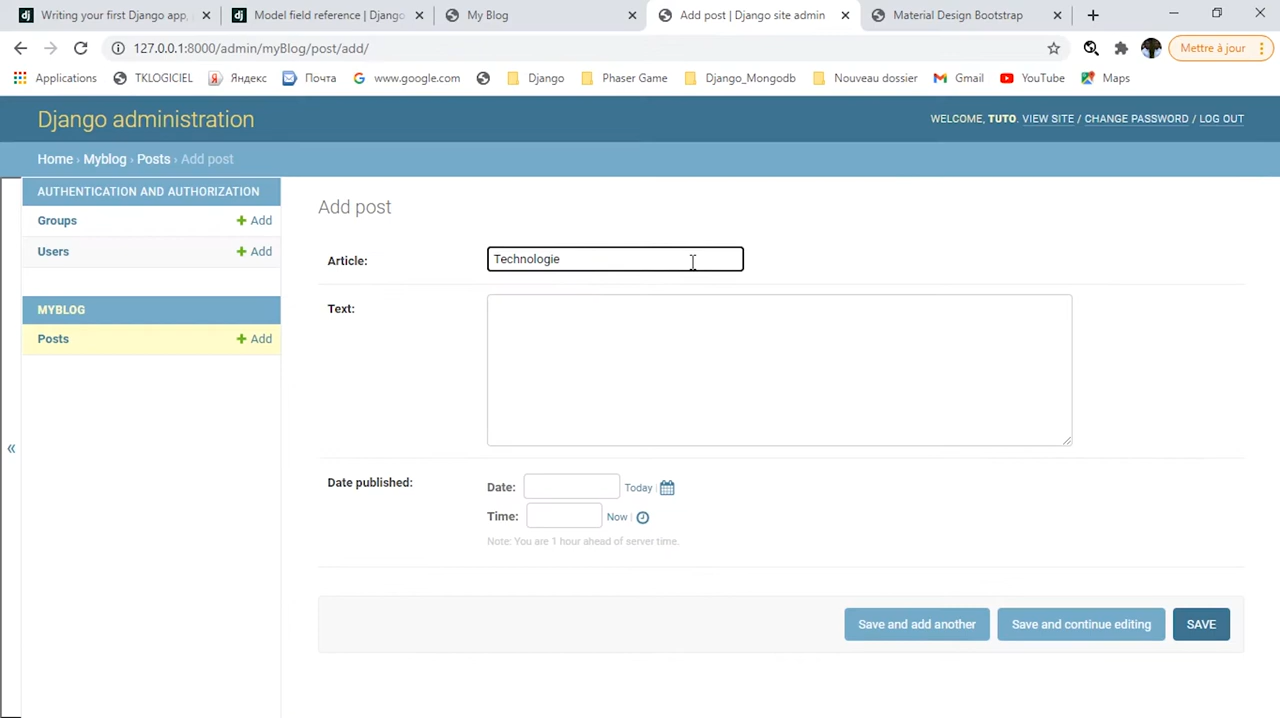 Writing your first Django app,
Model field reference | Django
My Blog
Add post | Django site admin
Material Design Bootstrap
127.0.0.1:8000/admin/myBlog/post/add/
Mettre à jour
Applications
TKLOGICIEL
Яндекс
Почта
www.google.com
Django
Phaser Game
Django_Mongodb
Nouveau dossier
Gmail
YouTube
Maps
Django administration
WELCOME, TUTO. VIEW SITE / CHANGE PASSWORD / LOG OUT
Home › Myblog › Posts › Add post
AUTHENTICATION AND AUTHORIZATION
Groups
Add
Users
Add
MYBLOG
Posts
Add
Add post
Article:
Technologie
Text:
Date published:
Date:
Today
Time:
Now
Note: You are 1 hour ahead of server time.
Save and add another
Save and continue editing
SAVE